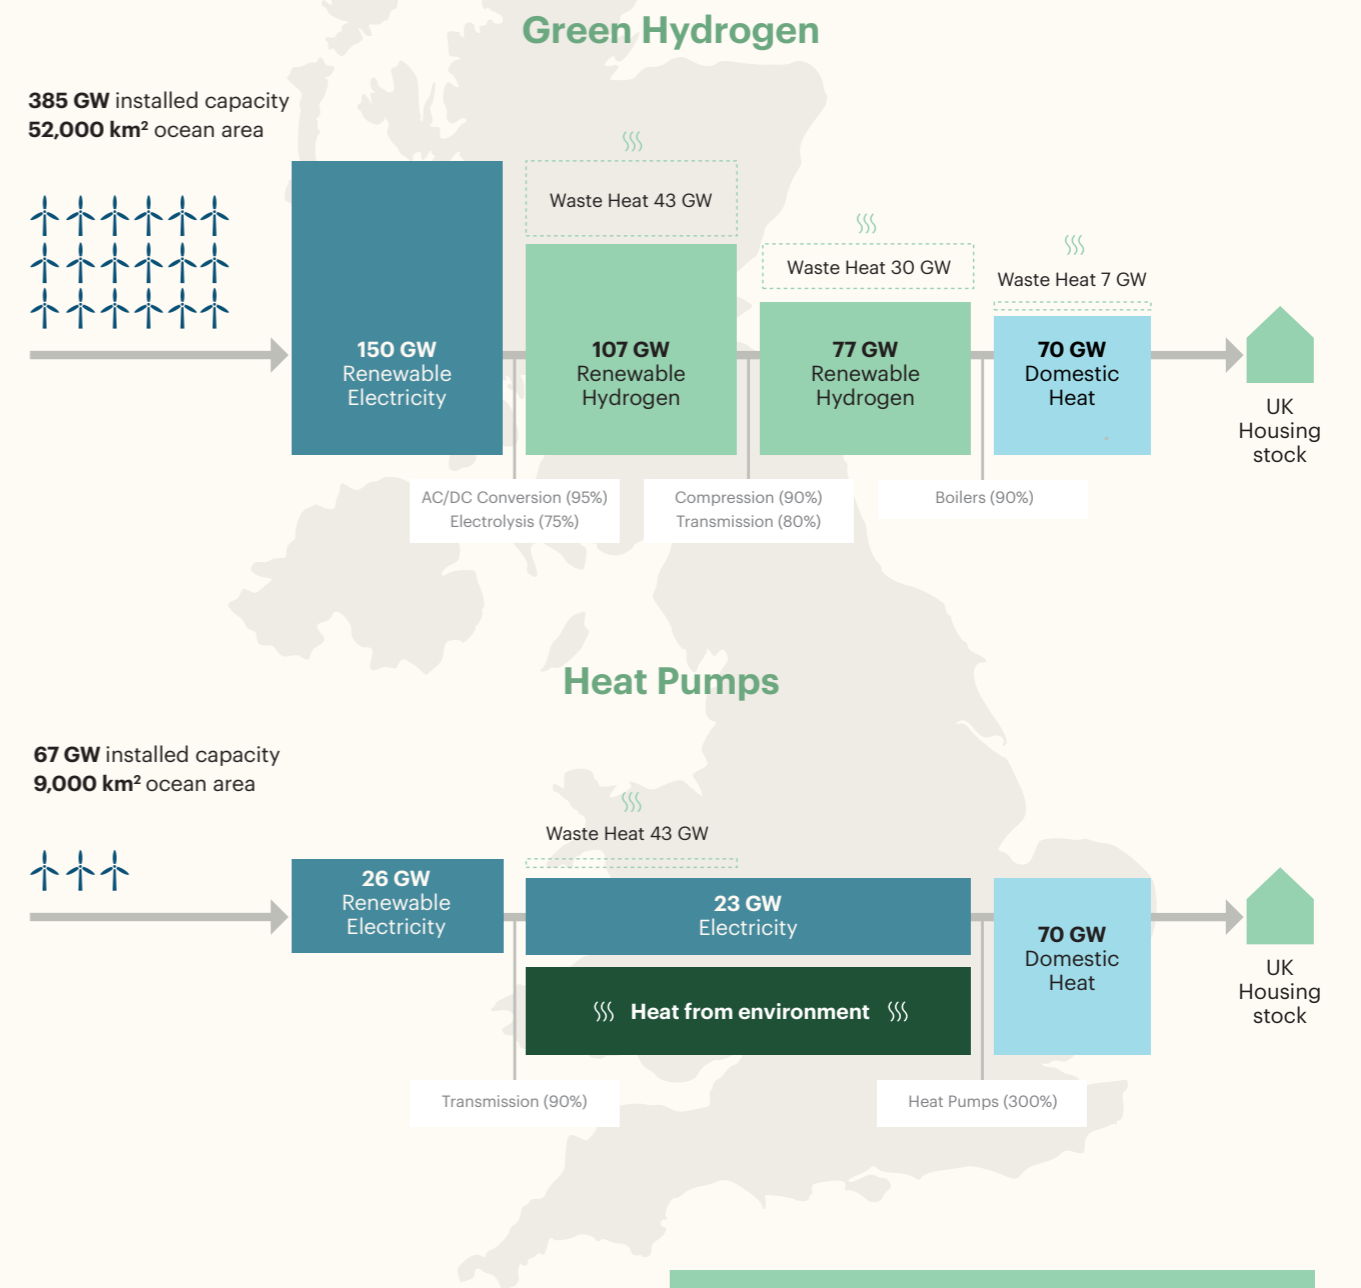 Green Hydrogen
385 GW installed capacity
52,000 km² ocean area
Waste Heat 43 GW
Waste Heat 30 GW
Waste Heat 7 GW
150 GW
Renewable
Electricity
107 GW
Renewable
Hydrogen
77 GW
Renewable
Hydrogen
70 GW
Domestic
Heat
UK
Housing
stock
AC/DC Conversion (95%)
Electrolysis (75%)
Compression (90%)
Transmission (80%)
Boilers (90%)
Heat Pumps
67 GW installed capacity
9,000 km² ocean area
Waste Heat 43 GW
26 GW
Renewable
Electricity
23 GW
Electricity
Heat from environment
70 GW
Domestic
Heat
UK
Housing
stock
Transmission (90%)
Heat Pumps (300%)